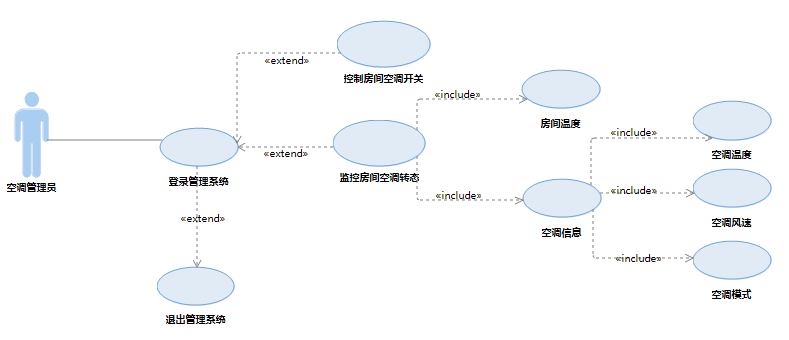 «extend»
控制房间空调开关
«include»
房间温度
«include»
空调温度
«extend»
空调管理员
登录管理系统
监控房间空调转态
«include»
«include»
空调风速
«extend»
空调信息
«include»
空调模式
退出管理系统